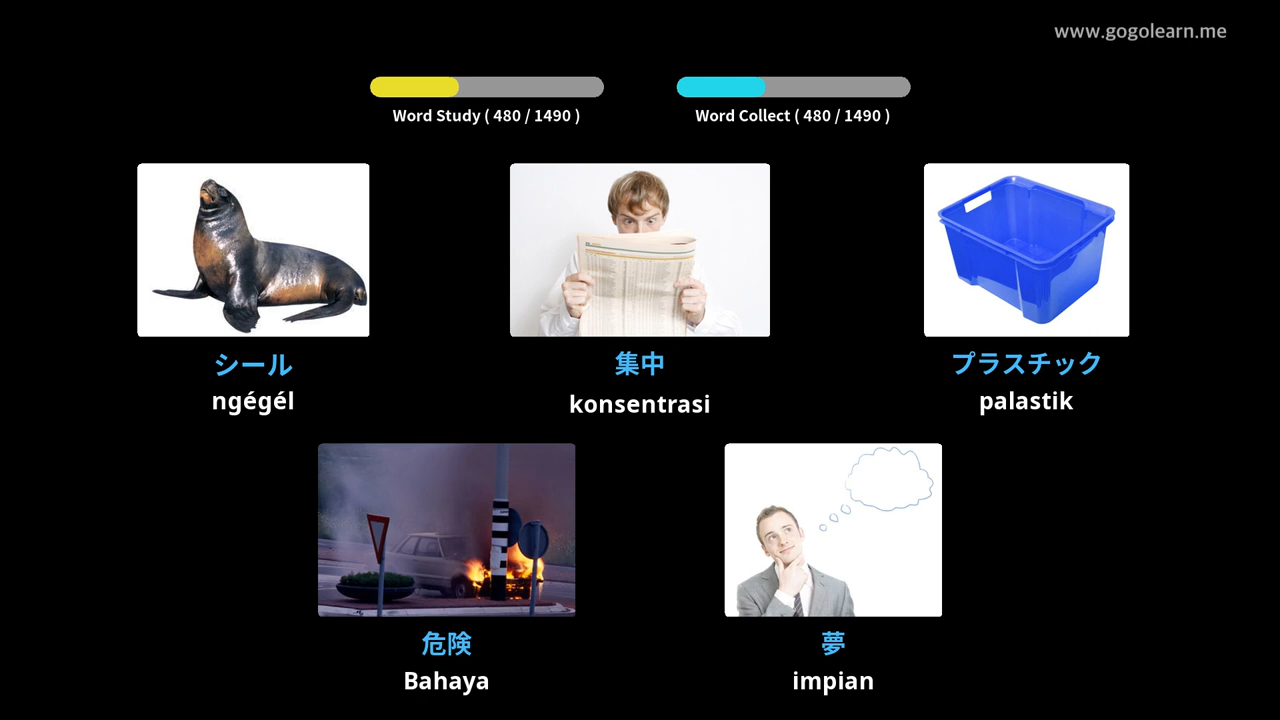 www.gogolearn.me
Word Study ( 480 / 1490 )
Word Collect ( 480 / 1490 )
シール
ngégél
集中
konsentrasi
プラスチック
palastik
危険
Bahaya
夢
impian